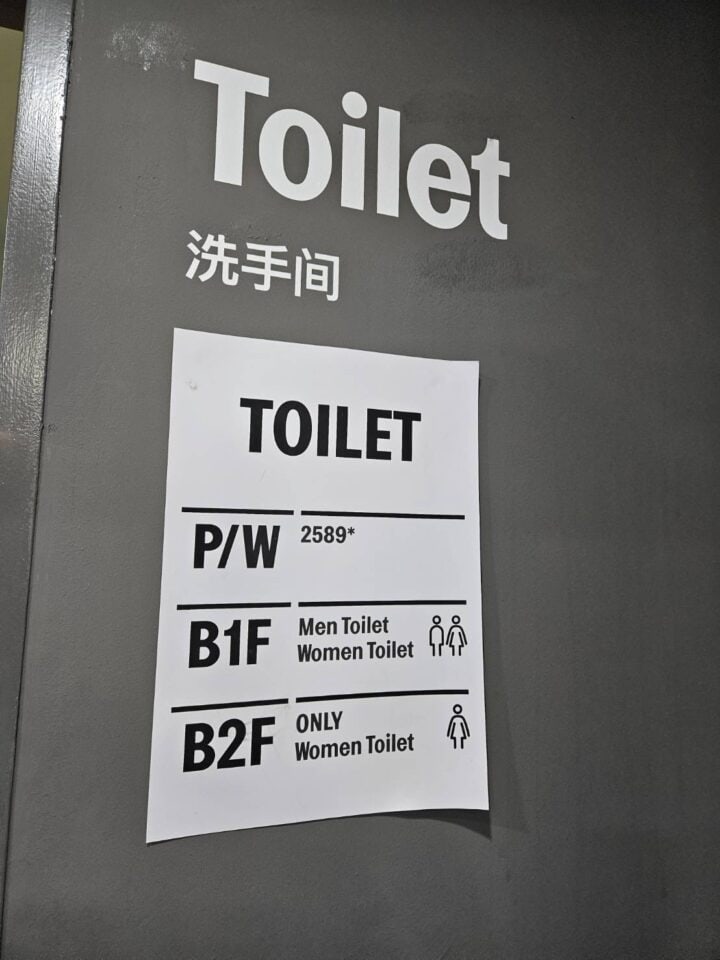 Toilet
洗手间
TOILET
P/W 2589*
B1F Men Toilet
Women Toilet
B2F ONLY
Women Toilet